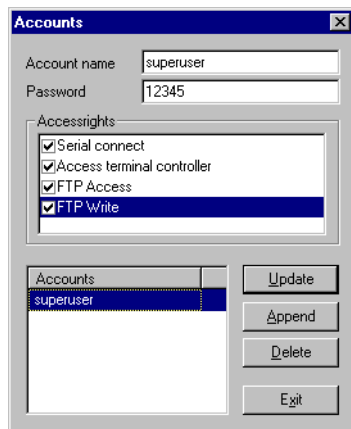 Accounts
Account name superuser
Password 12345
Accessrights
Serial connect
Access terminal controller
FTP Access
FTP Write
Accounts
superuser
Update
Append
Delete
Exit